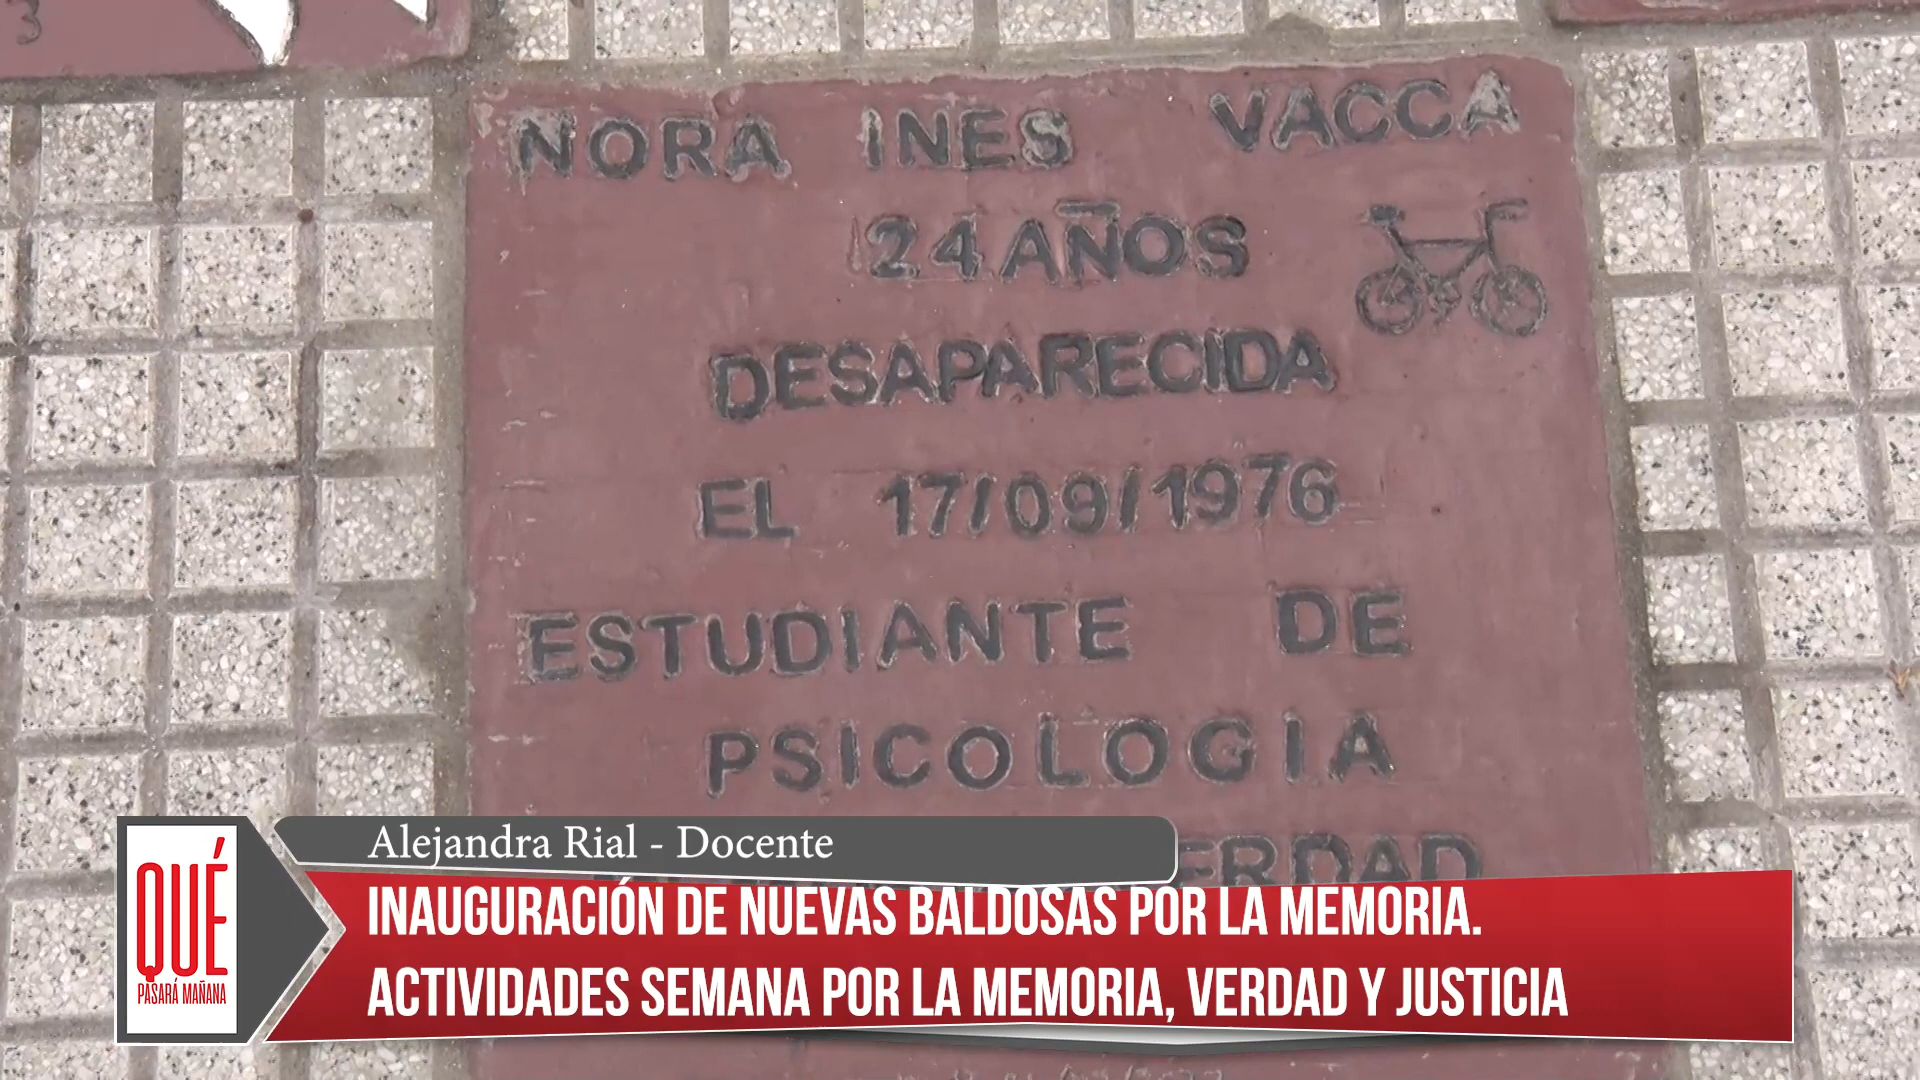 3
NORA INES VACCA
24 AÑOS
DESAPARECIDA
EL 17/09/1976
ESTUDIANTE DE
PSICOLOGIA
Alejandra Rial - Docente
INAUGURACIÓN DE NUEVAS BALDOSAS POR LA MEMORIA.
ACTIVIDADES SEMANA POR LA MEMORIA, VERDAD Y JUSTICIA
QUÉ
PASARÁ MAÑANA